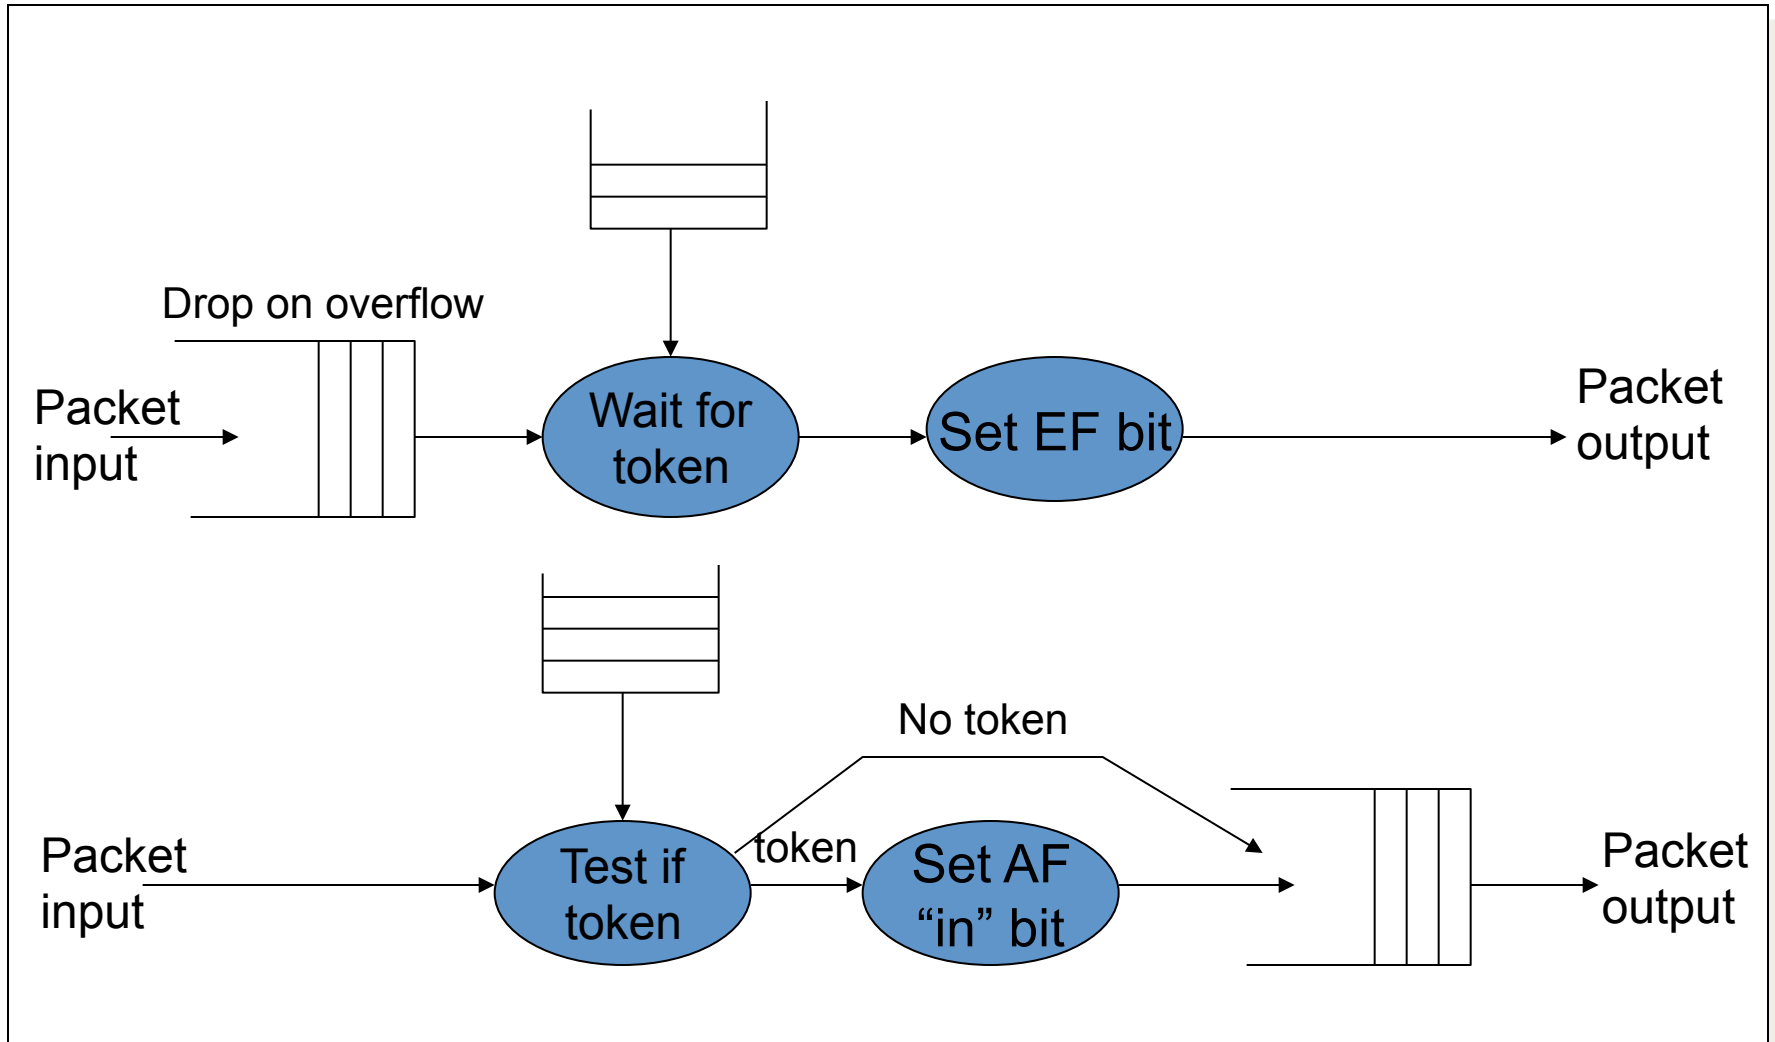 Drop on overflow
Packet
input
Wait for
token
Set EF bit
Packet
output
No token
Packet
input
Test if
token
token
Set AF
“in” bit
Packet
output